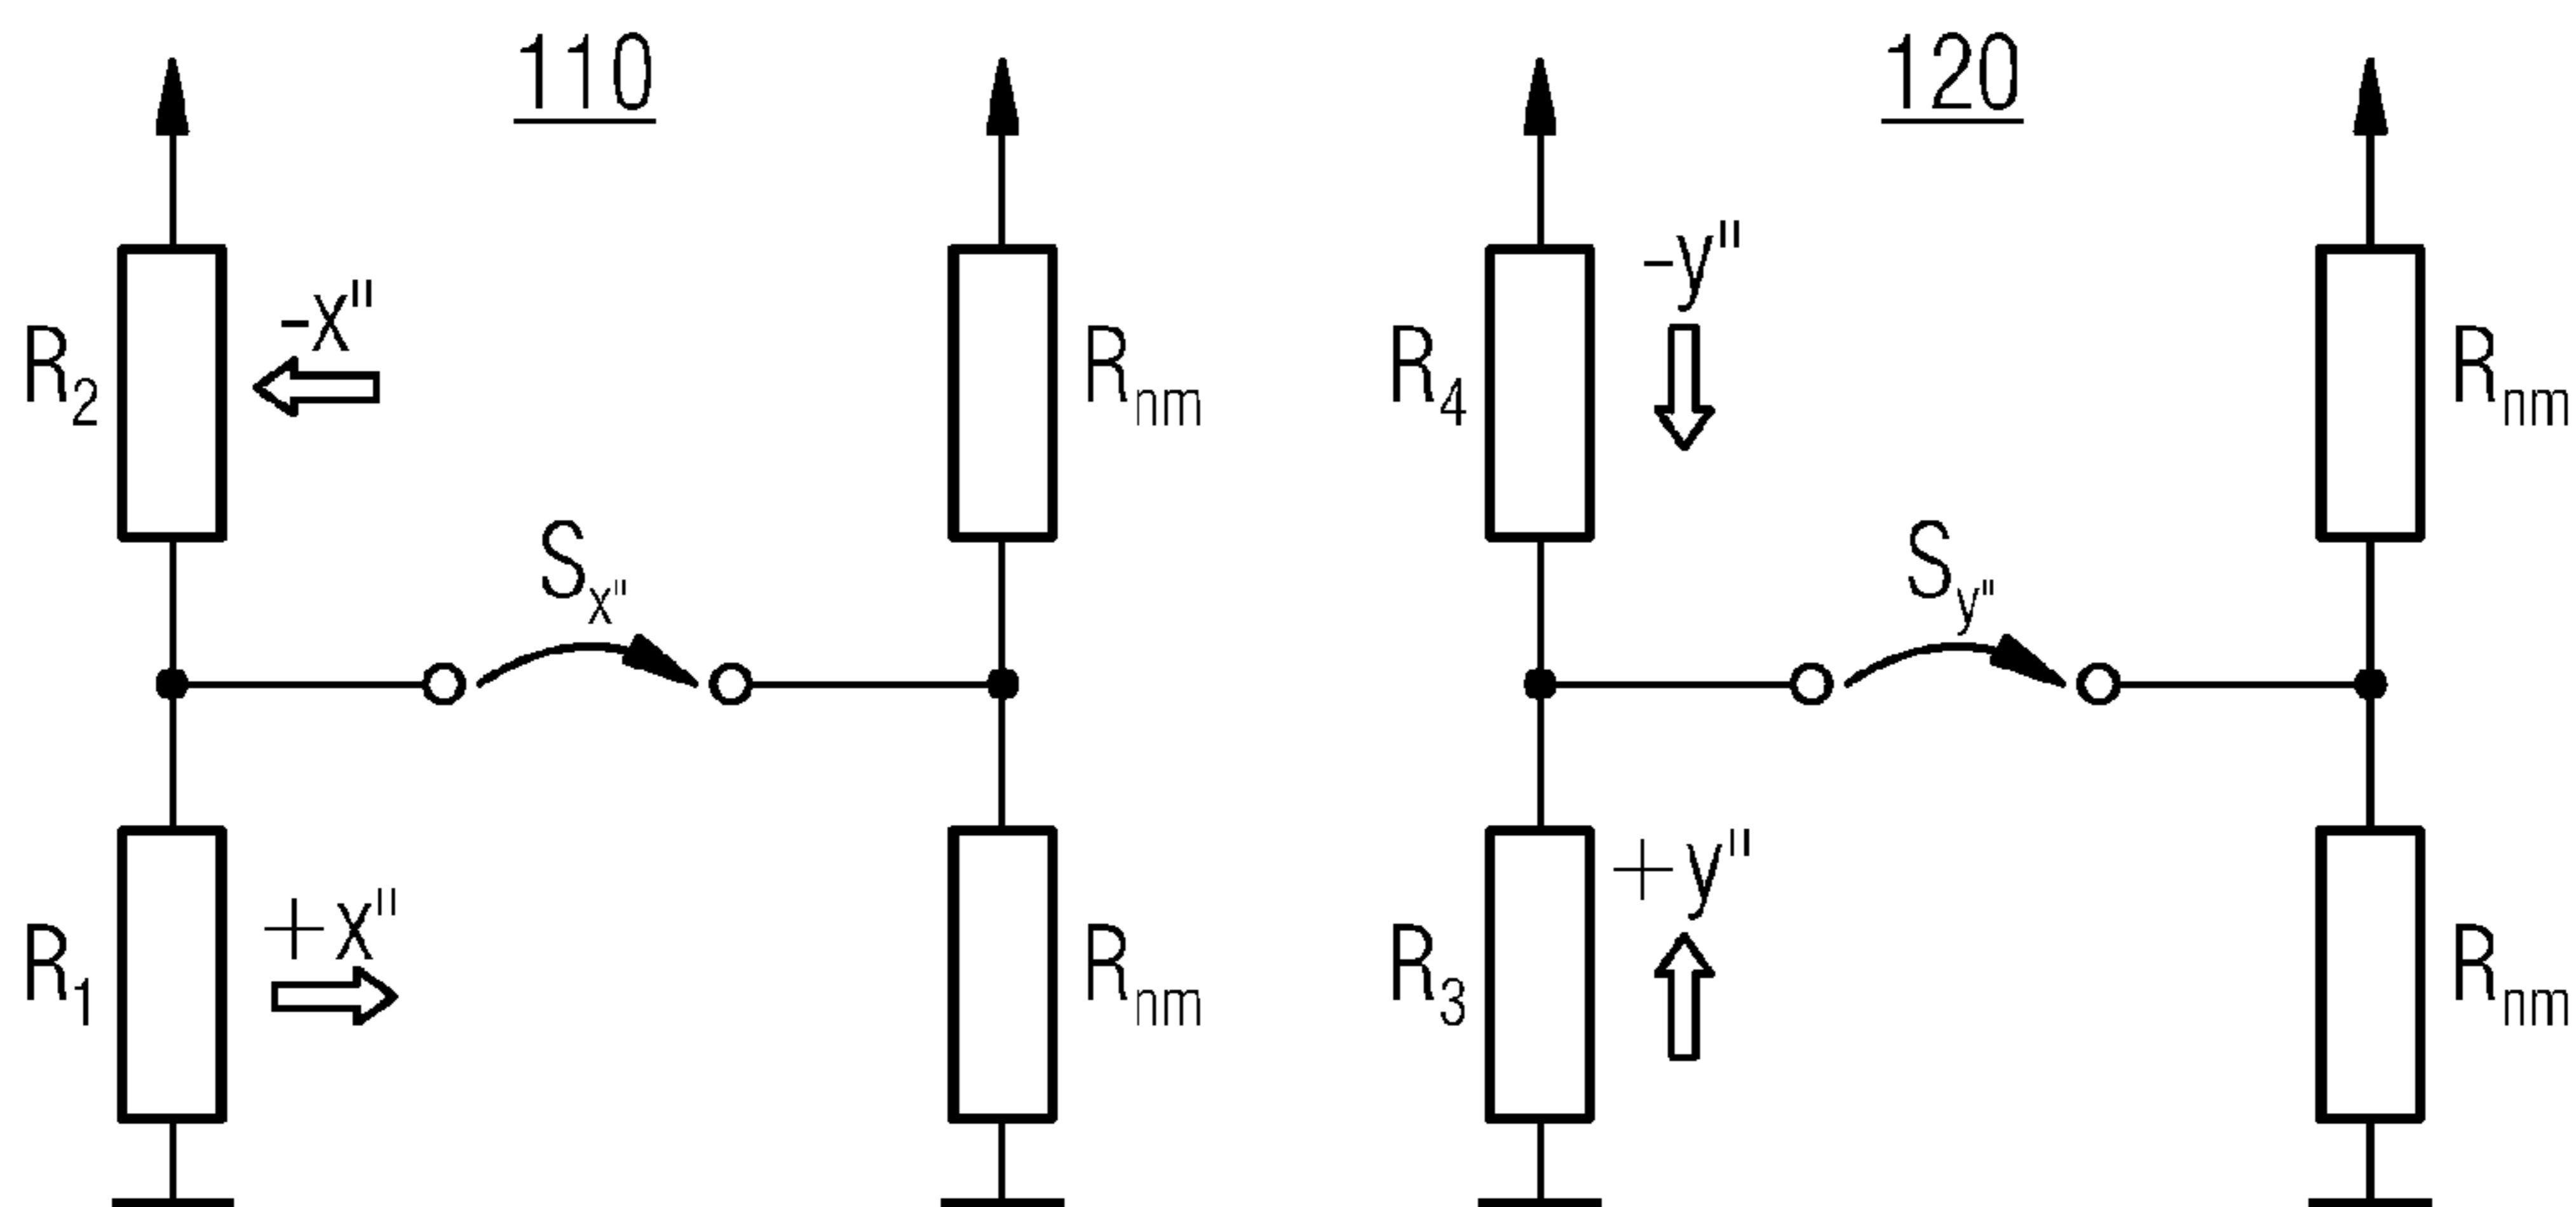 110
120
-x"
R2
Rnm
-y"
R4
Rnm
Sx"
Sy"
+x"
R1
Rnm
+y"
R3
Rnm